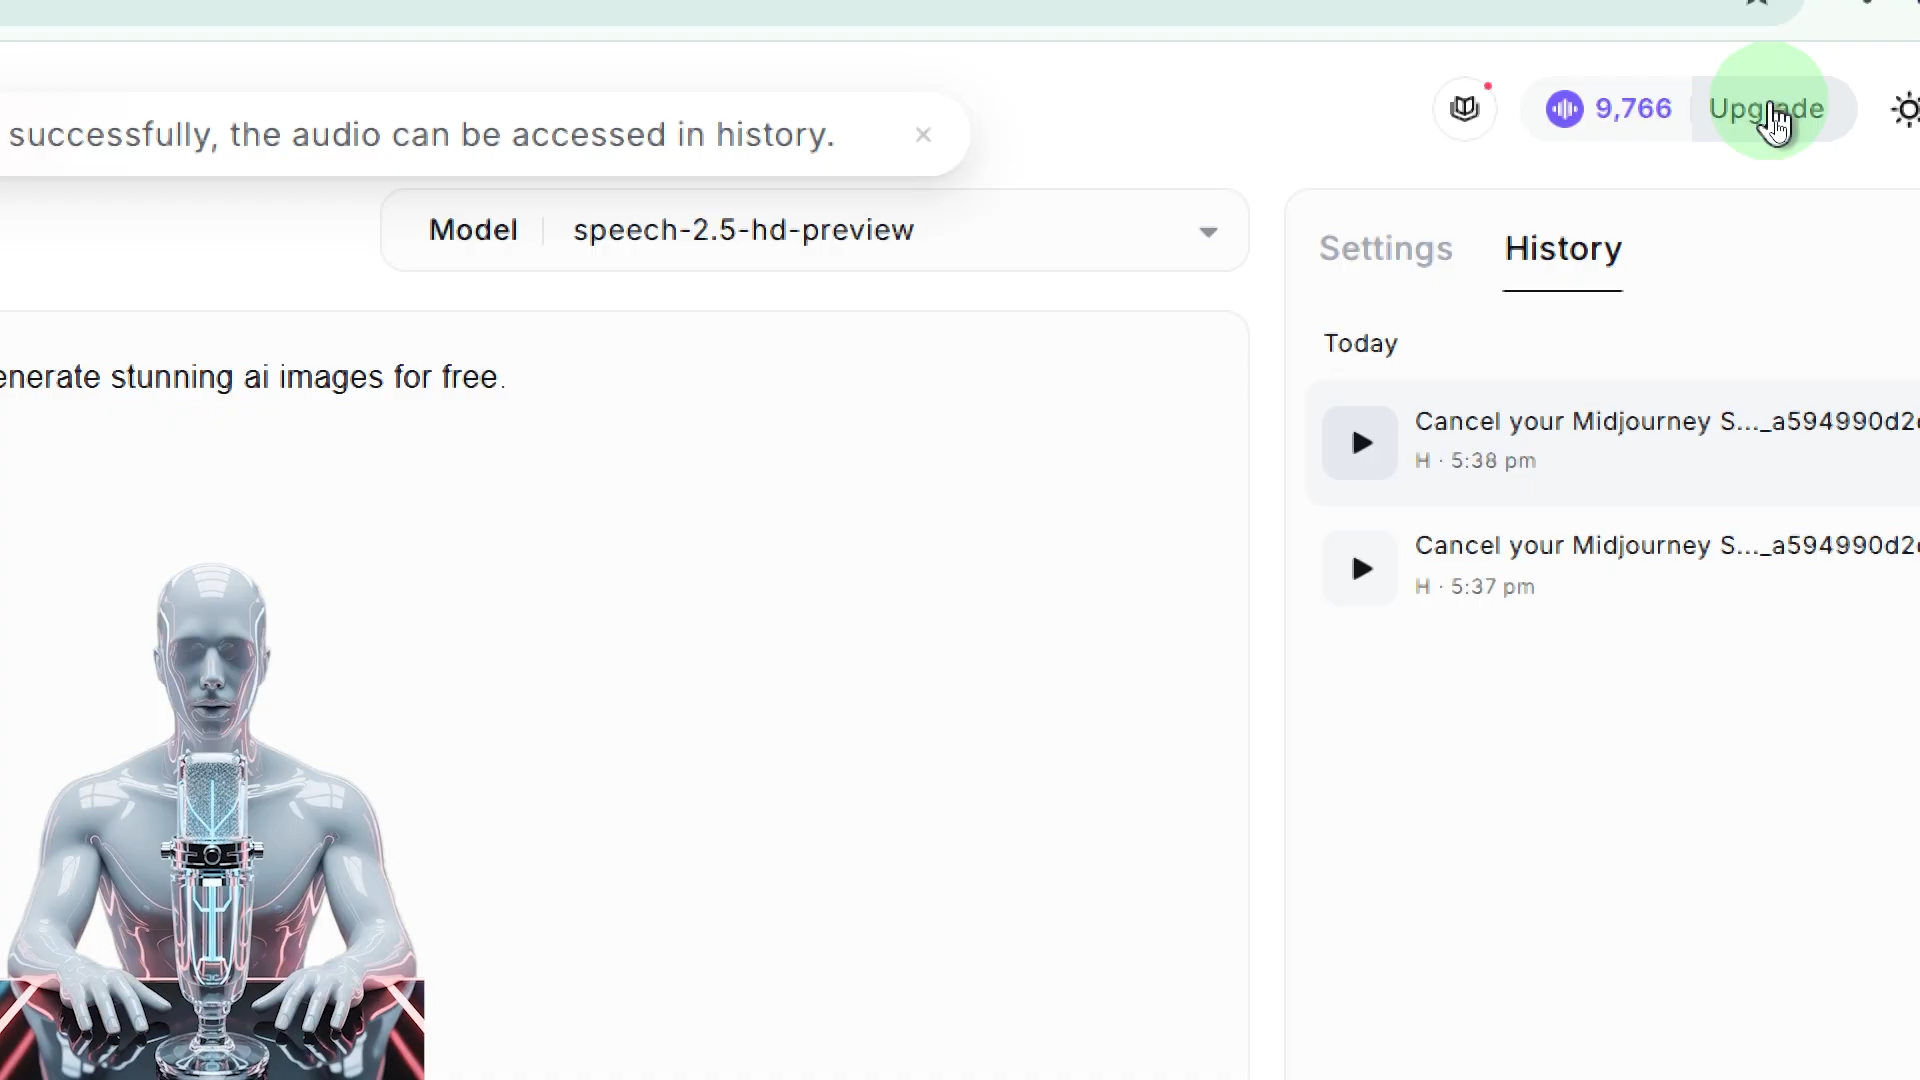 successfully, the audio can be accessed in history.
9,766
Upgrade
Model
speech-2.5-hd-preview
Settings
History
enerate stunning ai images for free.
Today
Cancel your Midjourney S..._a594990d2
H · 5:38 pm
Cancel your Midjourney S..._a594990d2
H · 5:37 pm